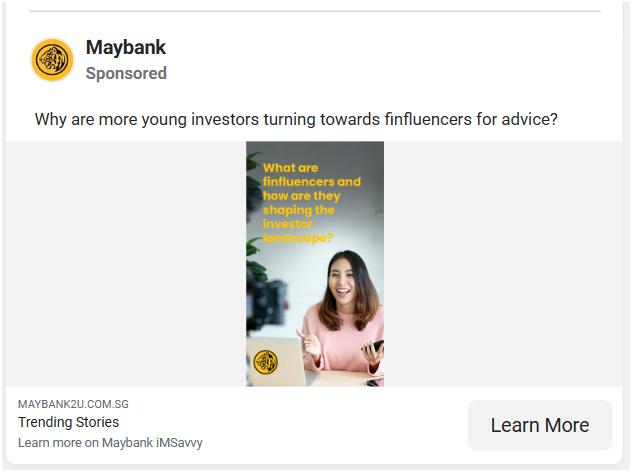 Maybank
Sponsored
Why are more young investors turning towards finfluencers for advice?
What are
finfluencers and
how are they
shaping the
investor
landscape?
MAYBANK2U.COM.SG
Trending Stories
Learn more on Maybank iMSavvy
Learn More